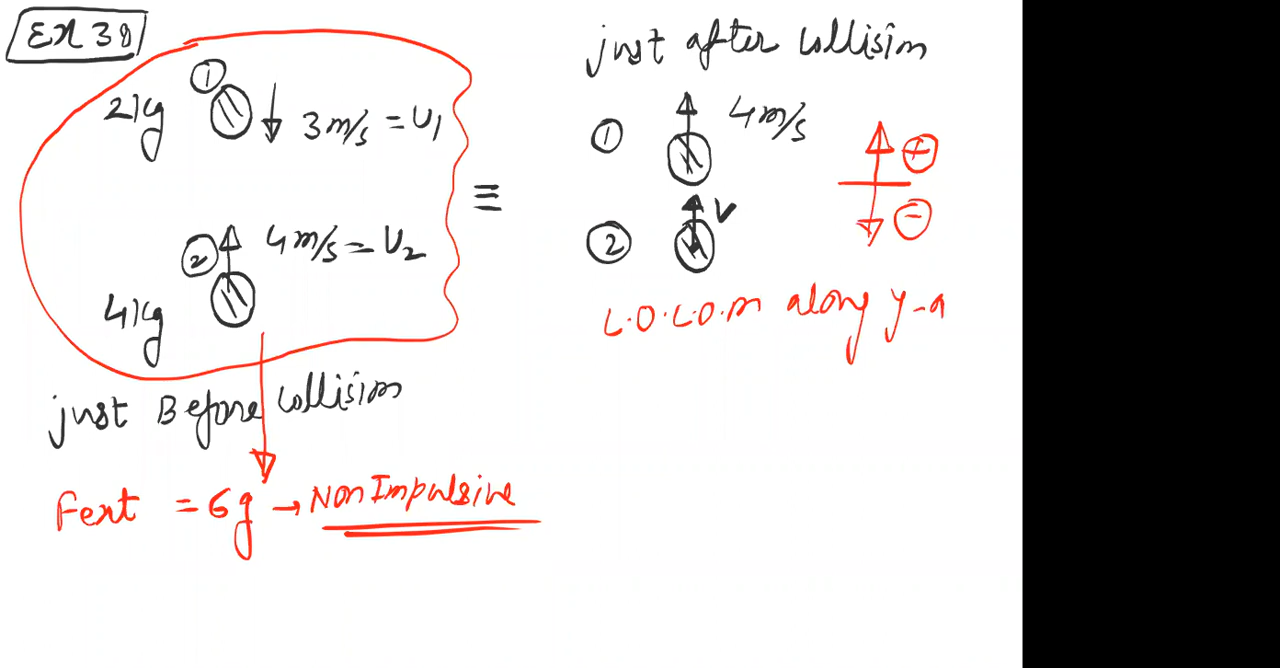 Ex 38
① 2kg 3m/s = U1
② 4m/s = U2
4kg
just Before collision
Fext = 6g → Non Impulsive
≡
just after collision
① 4m/s
② v
+
-
L.O.C.O.M along y-a